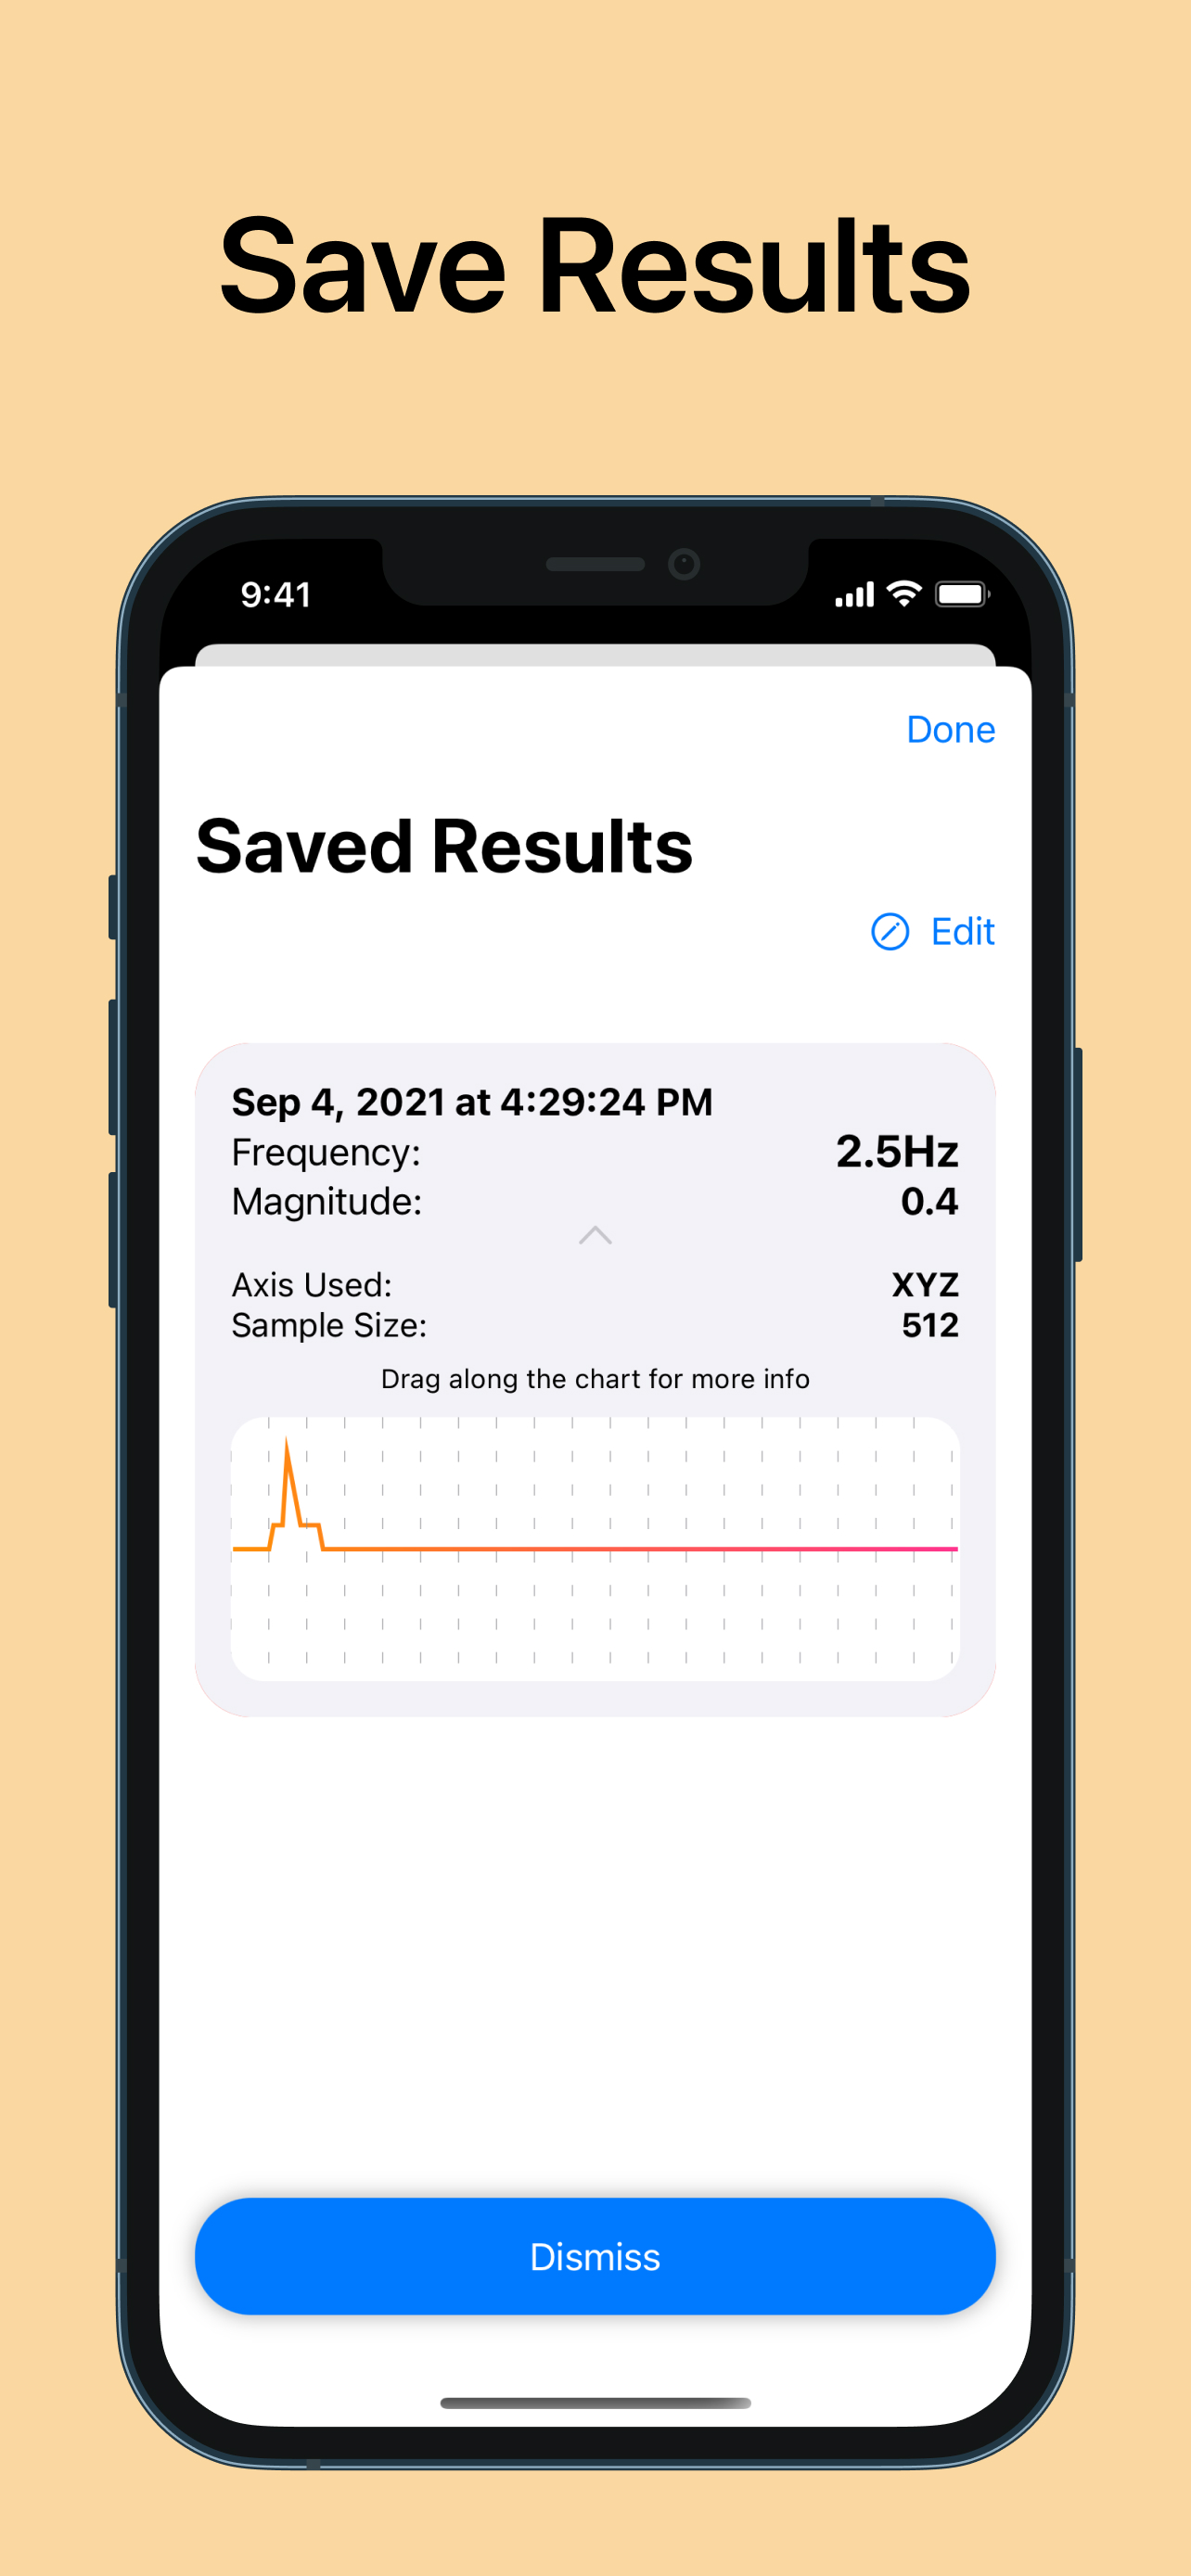 Save Results
9:41
Done
Saved Results
Edit
Sep 4, 2021 at 4:29:24 PM
Frequency: 2.5Hz
Magnitude: 0.4
Axis Used: XYZ
Sample Size: 512
Drag along the chart for more info
Dismiss